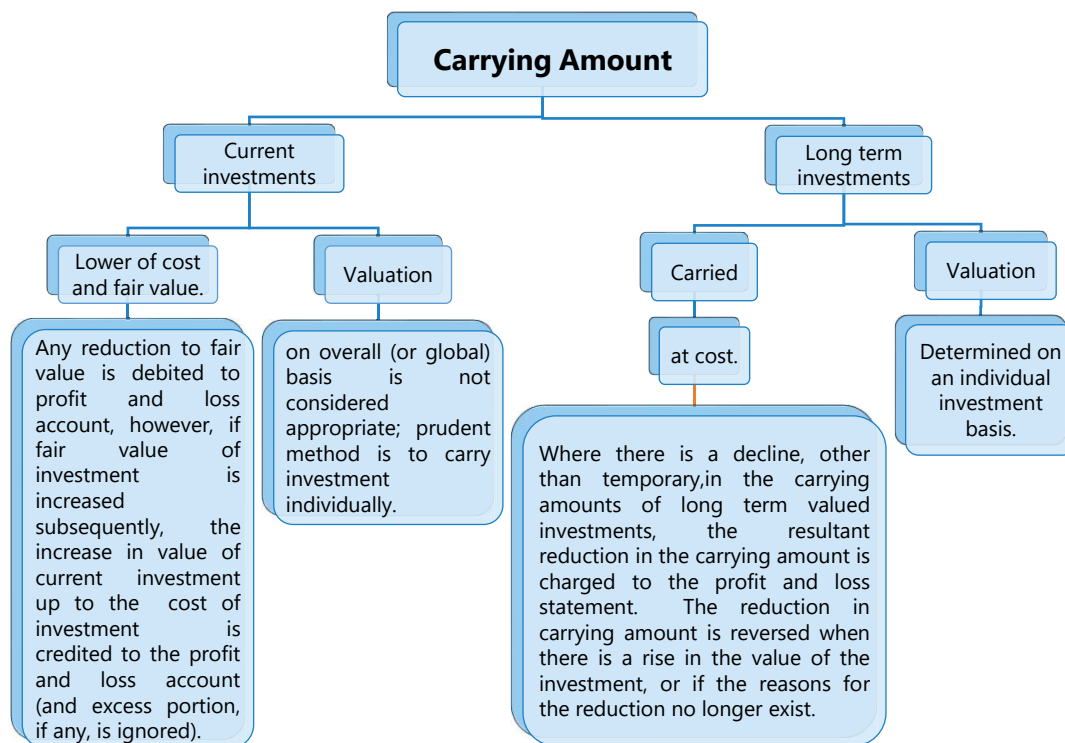 Carrying Amount
Current
investments
Long term
investments
Lower of cost
and fair value.
Valuation
Carried
Valuation
Any reduction to fair
value is debited to
profit and loss
account, however, if
fair value of
investment is
increased
subsequently, the
increase in value of
current investment
up to the cost of
investment is
credited to the profit
and loss account
(and excess portion,
if any, is ignored).
on overall (or global)
basis is not
considered
appropriate; prudent
method is to carry
investment
individually.
at cost.
Where there is a decline, other
than temporary,in the carrying
amounts of long term valued
investments, the resultant
reduction in the carrying amount is
charged to the profit and loss
statement. The reduction in
carrying amount is reversed when
there is a rise in the value of the
investment, or if the reasons for
the reduction no longer exist.
Determined on
an individual
investment
basis.